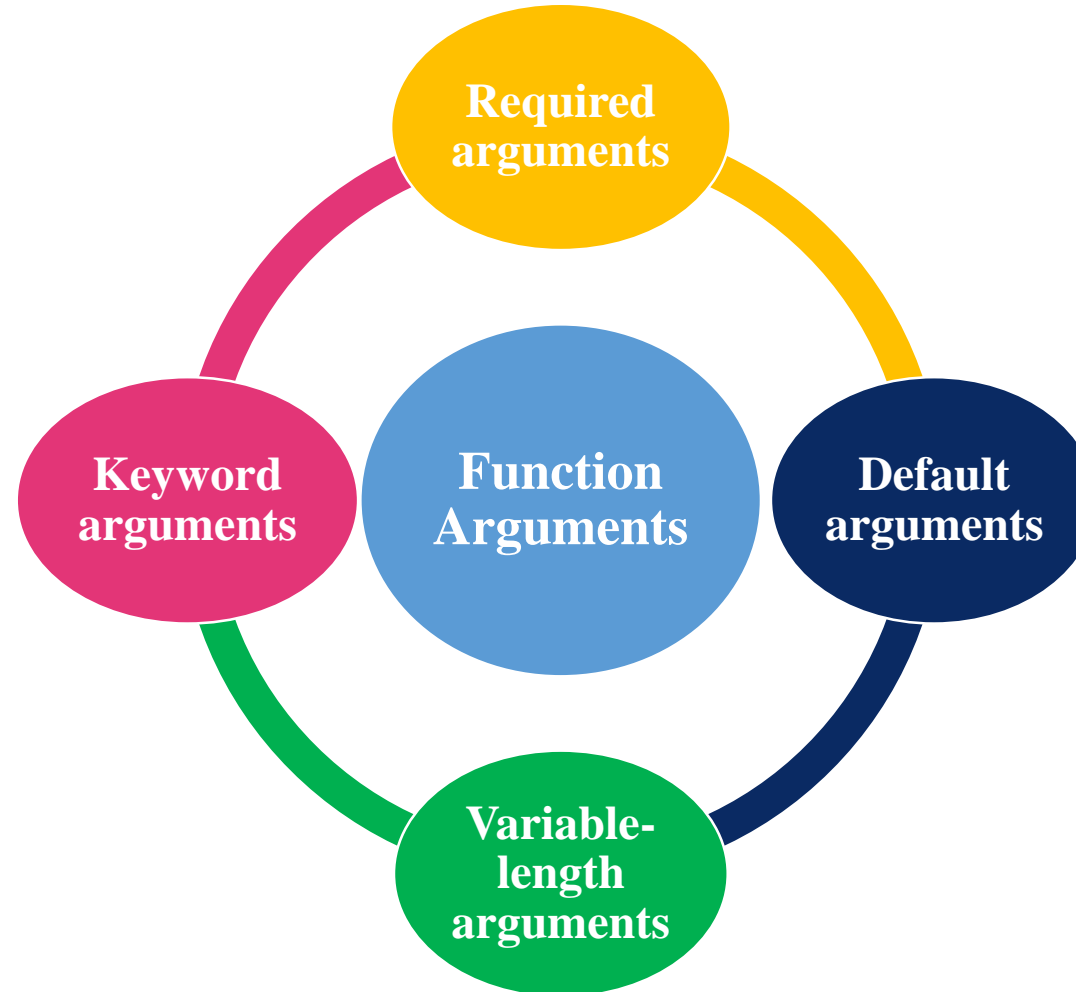 Required
arguments
Keyword
arguments
Function
Arguments
Default
arguments
Variable-
length
arguments